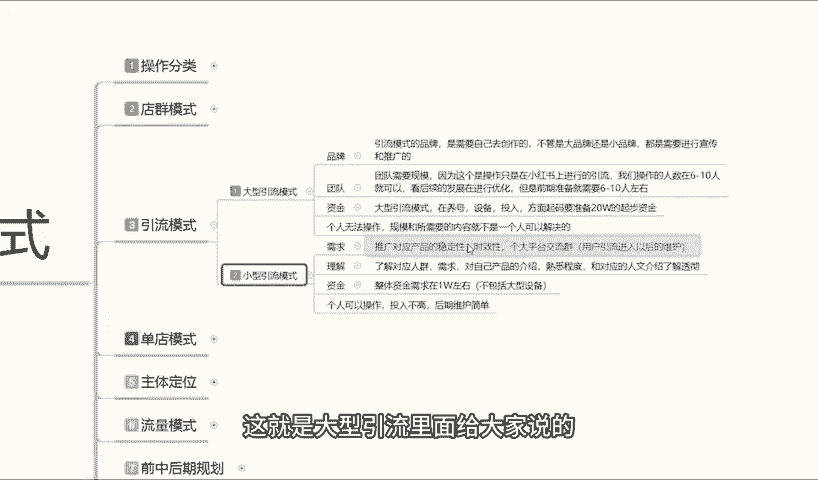 式
1 操作分类
2 店群模式
3 引流模式
1 大型引流模式
品牌
引流模式的品牌，是需要自己去创作的，不管是大品牌还是小品牌，都是需要进行宣传
和推广的
团队
团队需要规模，因为这个是操作只是在小红书上进行的引流，我们操作的人数在6-10人
就可以，看后续的发展在进行优化，但是前期准备就需要6-10人左右
资金
大型引流模式，在养号，设备，投入，方面起码要准备20W的起步资金
个人无法操作，规模和所需要的内容就不是一个人可以解决的
2 小型引流模式
需求
推广对应产品的稳定性、时效性，个大平台交流群（用户引流进入以后的维护）
理解
了解对应人群，需求，对自己产品的介绍，熟悉程度，和对应的人文介绍了解透彻
资金
整体资金需求在1W左右（不包括大型设备）
个人可以操作，投入不高，后期维护简单
4 单店模式
5 主体定位
6 流量模式
7 前中后期规划
这就是大型引流里面给大家说的